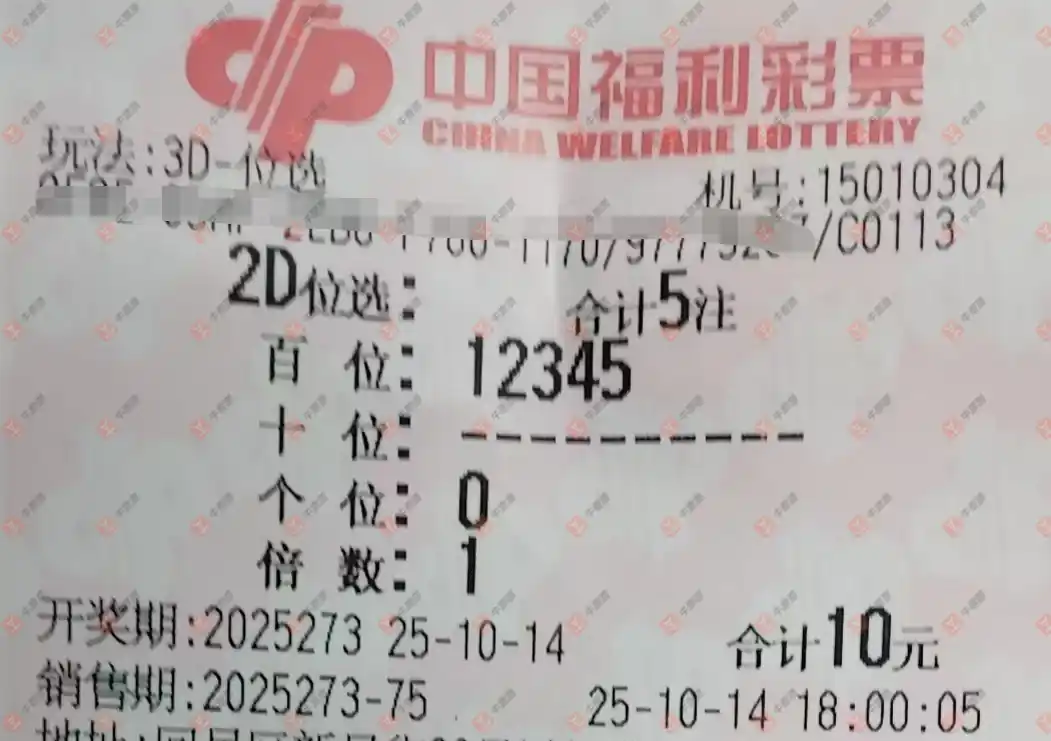 中国福利彩票
CHINA WELFARE LOTTERY
玩法:3D-位选
机号:15010304
/C0113
2D位选: 合计5注
百 位: 12345
十 位: ----------
个 位: 0
倍 数: 1
开奖期:2025273 25-10-14 合计10元
销售期:2025273-75 25-10-14 18:00:05